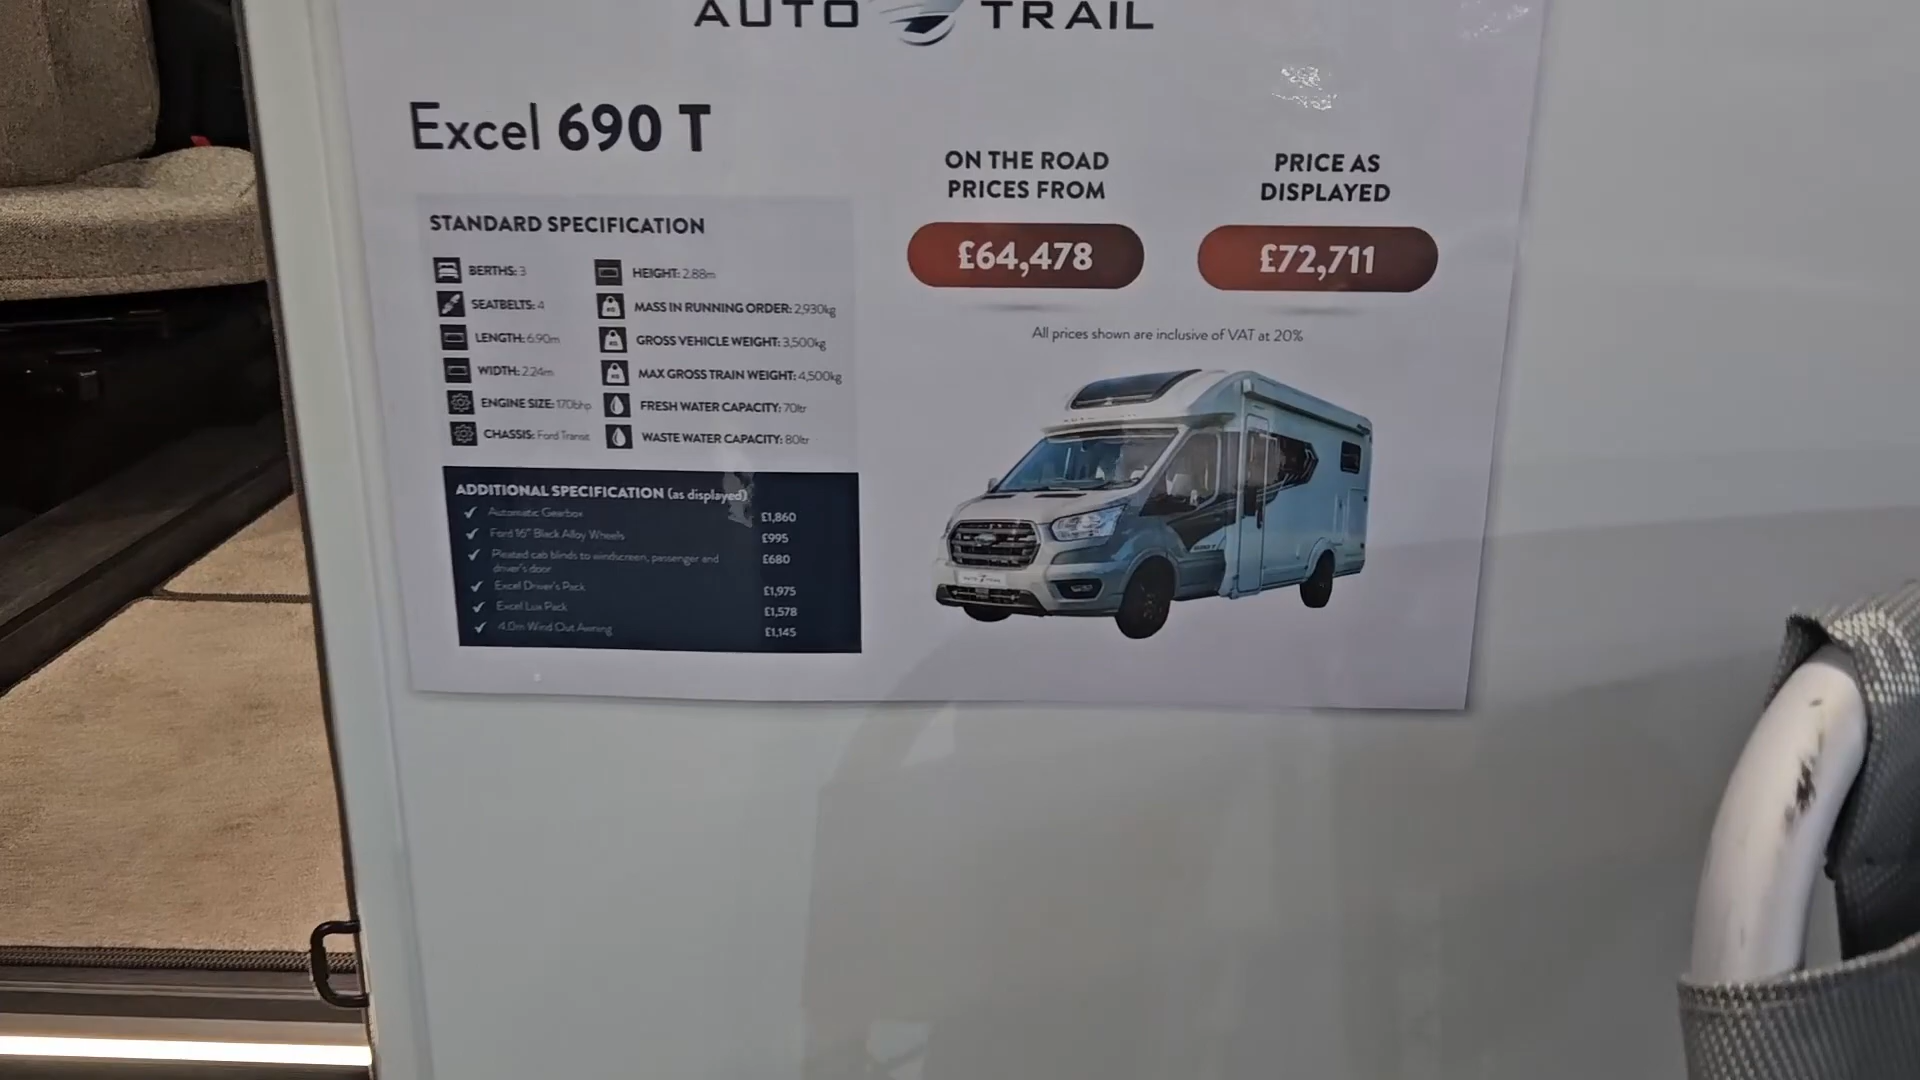 AUTO TRAIL
Excel 690 T
STANDARD SPECIFICATION
BERTHS: 3
SEATBELTS: 4
LENGTH: 6.90m
WIDTH: 2.24m
ENGINE SIZE: 170bhp
CHASSIS: Ford Transit
HEIGHT: 2.88m
MASS IN RUNNING ORDER: 2,930kg
GROSS VEHICLE WEIGHT: 3,500kg
MAX GROSS TRAIN WEIGHT: 4,500kg
FRESH WATER CAPACITY: 70ltr
WASTE WATER CAPACITY: 80ltr
ADDITIONAL SPECIFICATION (as displayed)
Automatic Gearbox £1,860
Ford 16" Black Alloy Wheels £995
Pleated cab blinds to windscreen, passenger and £680
driver's door
Excel Driver's Pack £1,975
Excel Lux Pack £1,578
4.0m Wind Out Awning £1,145
ON THE ROAD
PRICES FROM
£64,478
PRICE AS
DISPLAYED
£72,711
All prices shown are inclusive of VAT at 20%
AUTO TRAIL